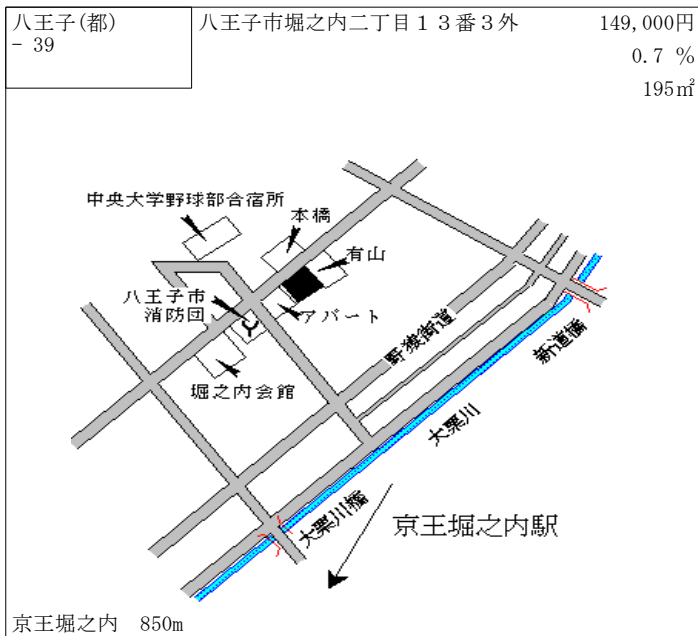 八王子(都)
- 39
八王子市堀之内二丁目１３番３外
149,000円
0.7 %
195㎡
中央大学野球部合宿所
本橋
有山
八王子市
消防団
アパート
堀之内会館
野猿街道
新道橋
大栗川
大栗川橋
京王堀之内駅
京王堀之内 850m